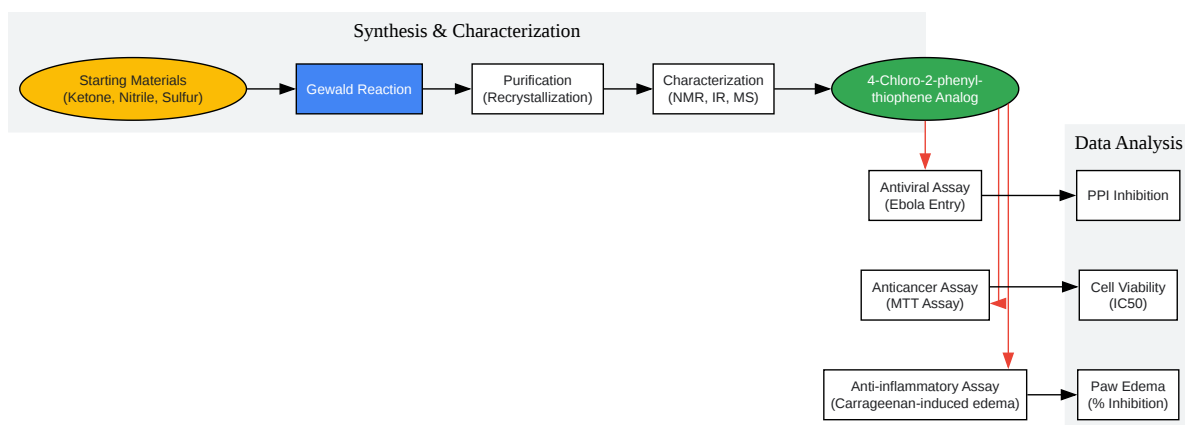 Synthesis & Characterization
Starting Materials
(Ketone, Nitrile, Sulfur)
Gewald Reaction
Purification
(Recrystallization)
Characterization
(NMR, IR, MS)
4-Chloro-2-phenyl-
thiophene Analog
Data Analysis
Antiviral Assay
(Ebola Entry)
PPI Inhibition
Anticancer Assay
(MTT Assay)
Cell Viability
(IC50)
Anti-inflammatory Assay
(Carrageenan-induced edema)
Paw Edema
(% Inhibition)